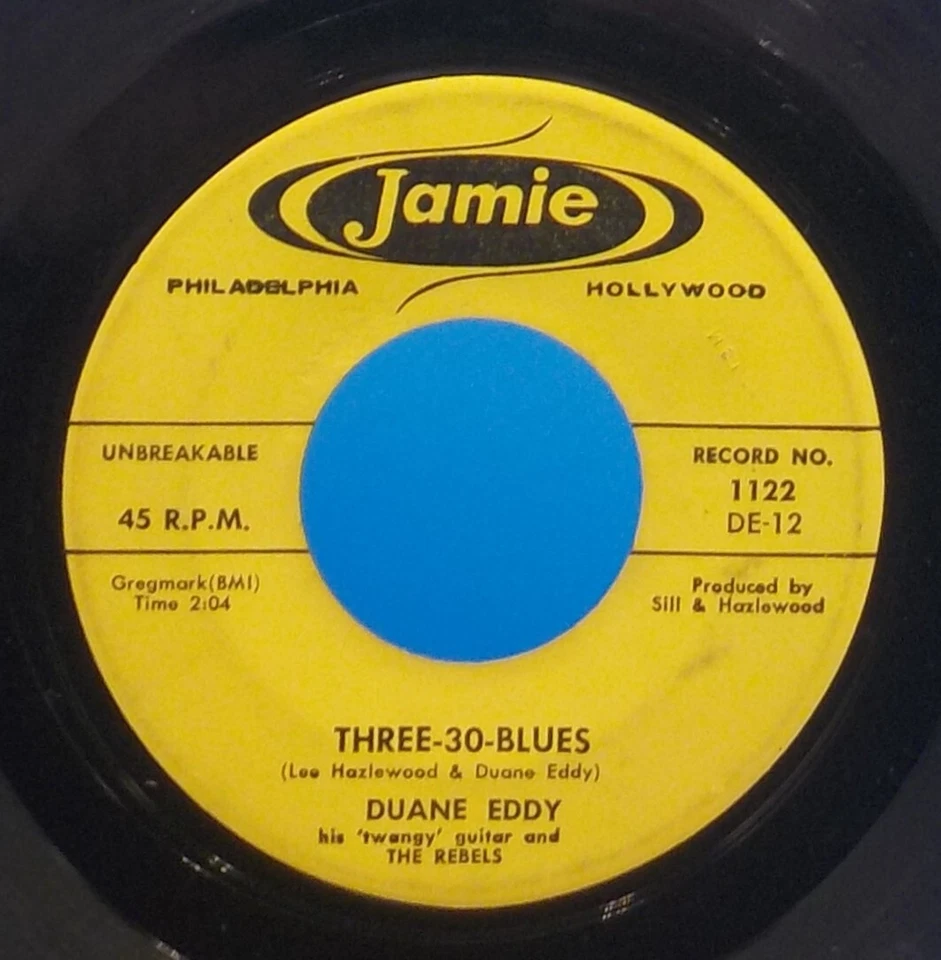 Jamie
PHILADELPHIA
HOLLYWOOD
UNBREAKABLE
45 R.P.M.
RECORD NO.
1122
DE-12
Gregmark(BMI)
Time 2:04
Produced by
Sill & Hazlewood
THREE-30-BLUES
(Lee Hazlewood & Duane Eddy)
DUANE EDDY
his 'twangy' guitar and
THE REBELS